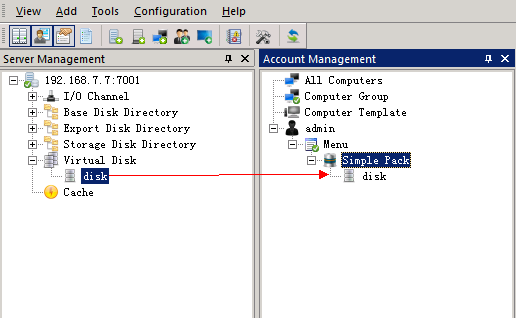 View Add Tools Configuration Help
Server Management
192.168.7.7:7001
I/O Channel
Base Disk Directory
Export Disk Directory
Storage Disk Directory
Virtual Disk
disk
Cache
Account Management
All Computers
Computer Group
Computer Template
admin
Menu
Simple Pack
disk